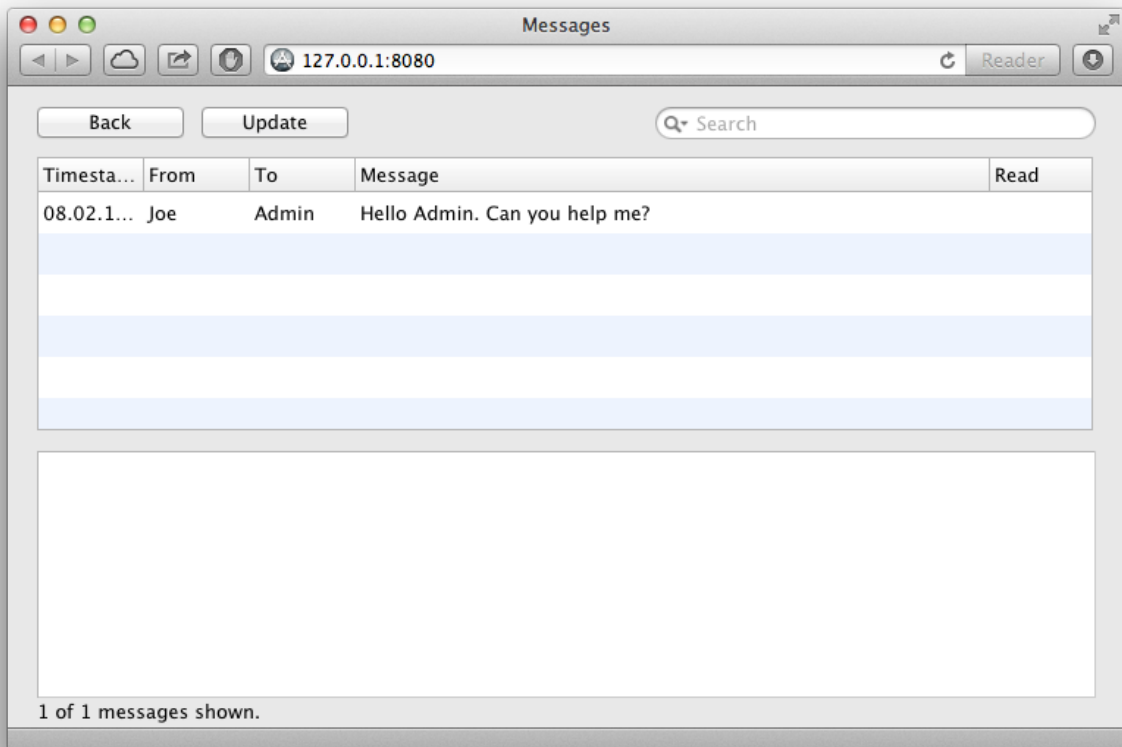 Messages
127.0.0.1:8080 Reader
Back Update Search
Timesta... From To Message Read
08.02.1... Joe Admin Hello Admin. Can you help me?
1 of 1 messages shown.